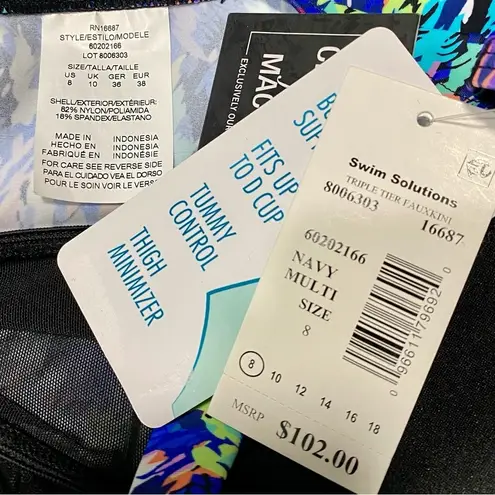 RN16687
STYLE/ESTILO/MODELE
60202166
LOT 8006303
SIZE/TALLA/TAILLE
US UK GER EUR
8 10 36 38
SHELL/EXTERIOR/EXTÉRIEUR:
82% NYLON/POLIAMIDA
18% SPANDEX/ELASTANO
MADE IN INDONESIA
HECHO EN INDONESIA
FABRIQUÉ EN INDONÉSIE
FOR CARE SEE REVERSE SIDE
PARA EL CUIDADO VEA EL DORSO
POUR LE SOIN VOIR LE VERSO
EXCLUSIVELY OUR
FITS UP
TO D CUP
TUMMY
CONTROL
THIGH
MINIMIZER
Swim Solutions
TRIPLE TIER FAUXKINI
8006303 16687
60202166
NAVY
MULTI
SIZE
8
8 10 12 14 16 18
MSRP $102.00